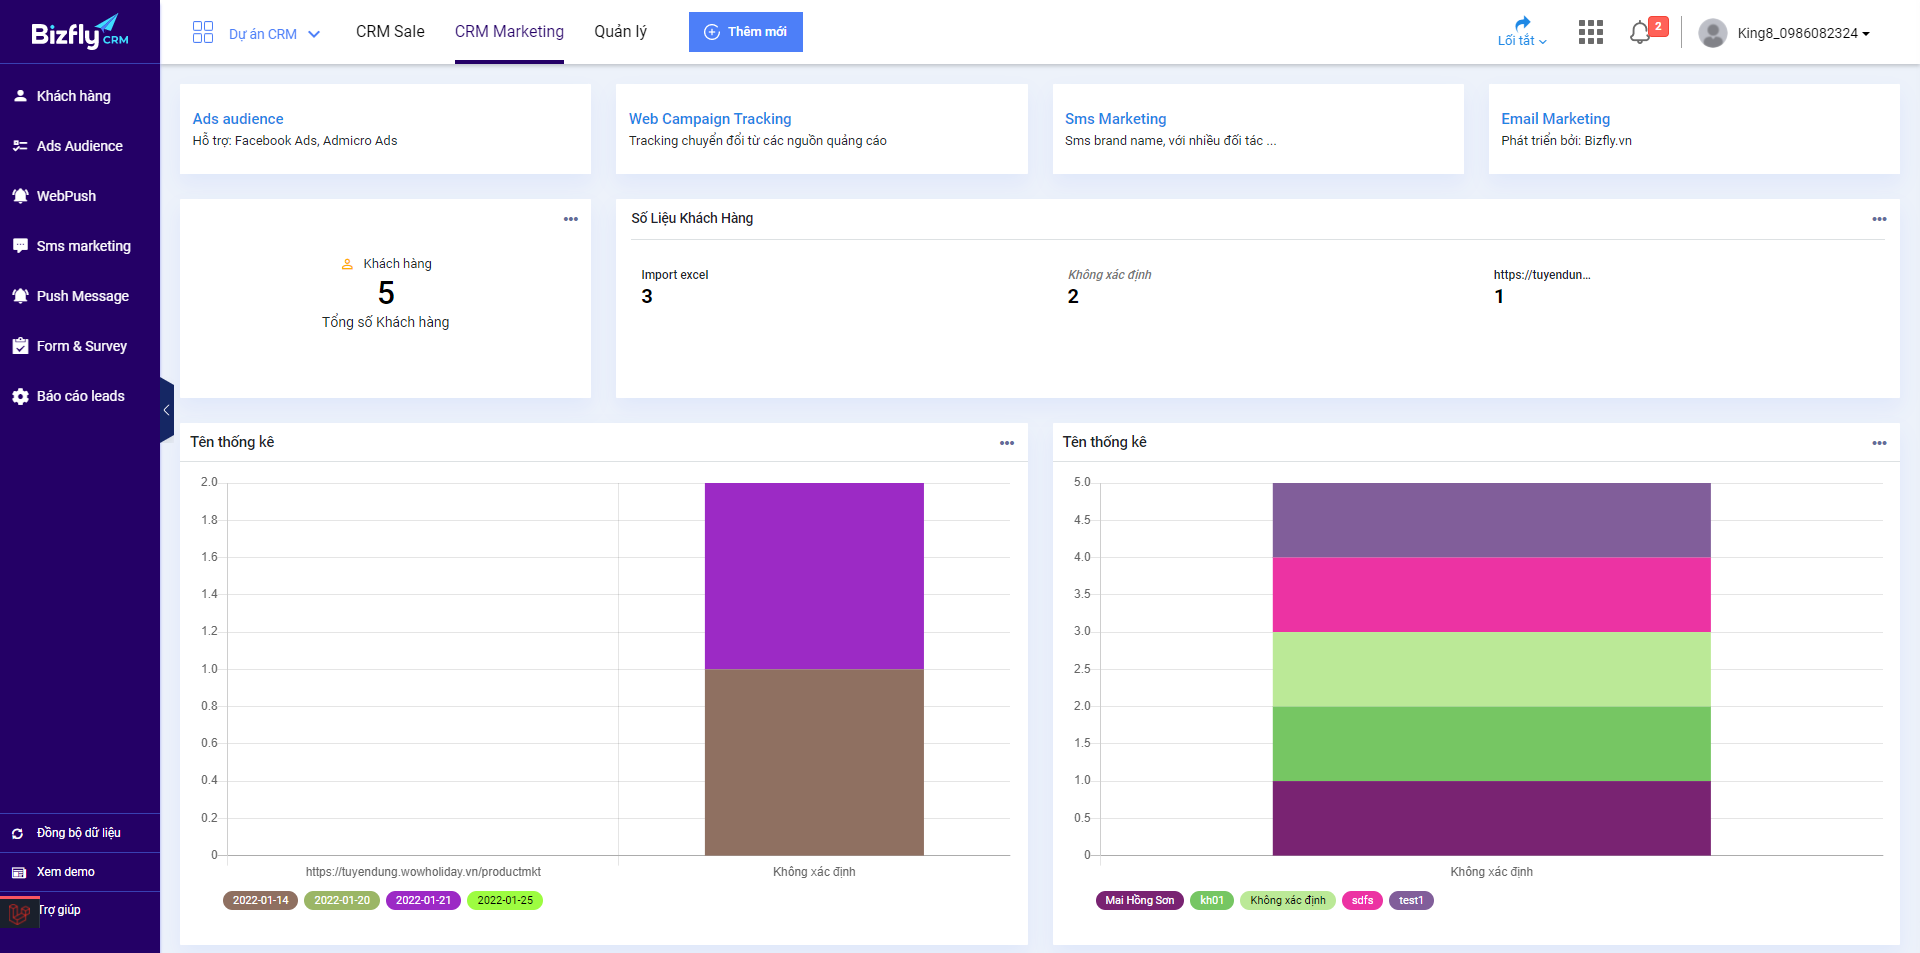 Bizfly CRM
Dự án CRM
CRM Sale
CRM Marketing
Quản lý
Thêm mới
Lối tắt
2
King8_0986082324
Khách hàng
Ads Audience
WebPush
Sms marketing
Push Message
Form & Survey
Báo cáo leads
Đồng bộ dữ liệu
Xem demo
Trợ giúp
Ads audience
Hỗ trợ: Facebook Ads, Admicro Ads
Web Campaign Tracking
Tracking chuyển đổi từ các nguồn quảng cáo
Sms Marketing
Sms brand name, với nhiều đối tác ...
Email Marketing
Phát triển bởi: Bizfly.vn
Khách hàng
5
Tổng số Khách hàng
Số Liệu Khách Hàng
Import excel
3
Không xác định
2
https://tuyendun...
1
Tên thống kê
2.0
1.8
1.6
1.4
1.2
1.0
0.8
0.6
0.4
0.2
0
https://tuyendung.wowholiday.vn/productmkt
Không xác định
2022-01-14
2022-01-20
2022-01-21
2022-01-25
Tên thống kê
5.0
4.5
4.0
3.5
3.0
2.5
2.0
1.5
1.0
0.5
0
Không xác định
Mai Hồng Sơn
kh01
Không xác định
sdfs
test1